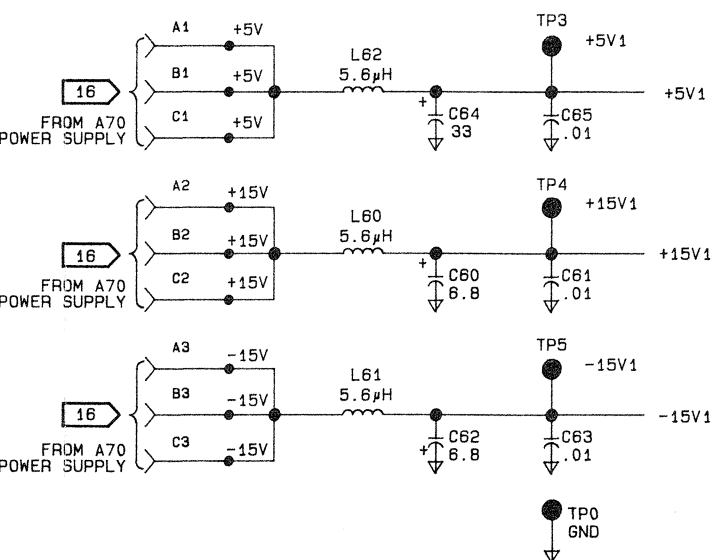 A1
+5V
B1
+5V
C1
+5V
16
FROM A70
POWER SUPPLY
L62
5.6μH
+
C64
33
TP3
+5V1
C65
.01
+5V1
A2
+15V
B2
+15V
C2
+15V
16
FROM A70
POWER SUPPLY
L60
5.6μH
+
C60
6.8
TP4
+15V1
C61
.01
+15V1
A3
-15V
B3
-15V
C3
-15V
16
FROM A70
POWER SUPPLY
L61
5.6μH
+
C62
6.8
TP5
-15V1
C63
.01
-15V1
TP0
GND